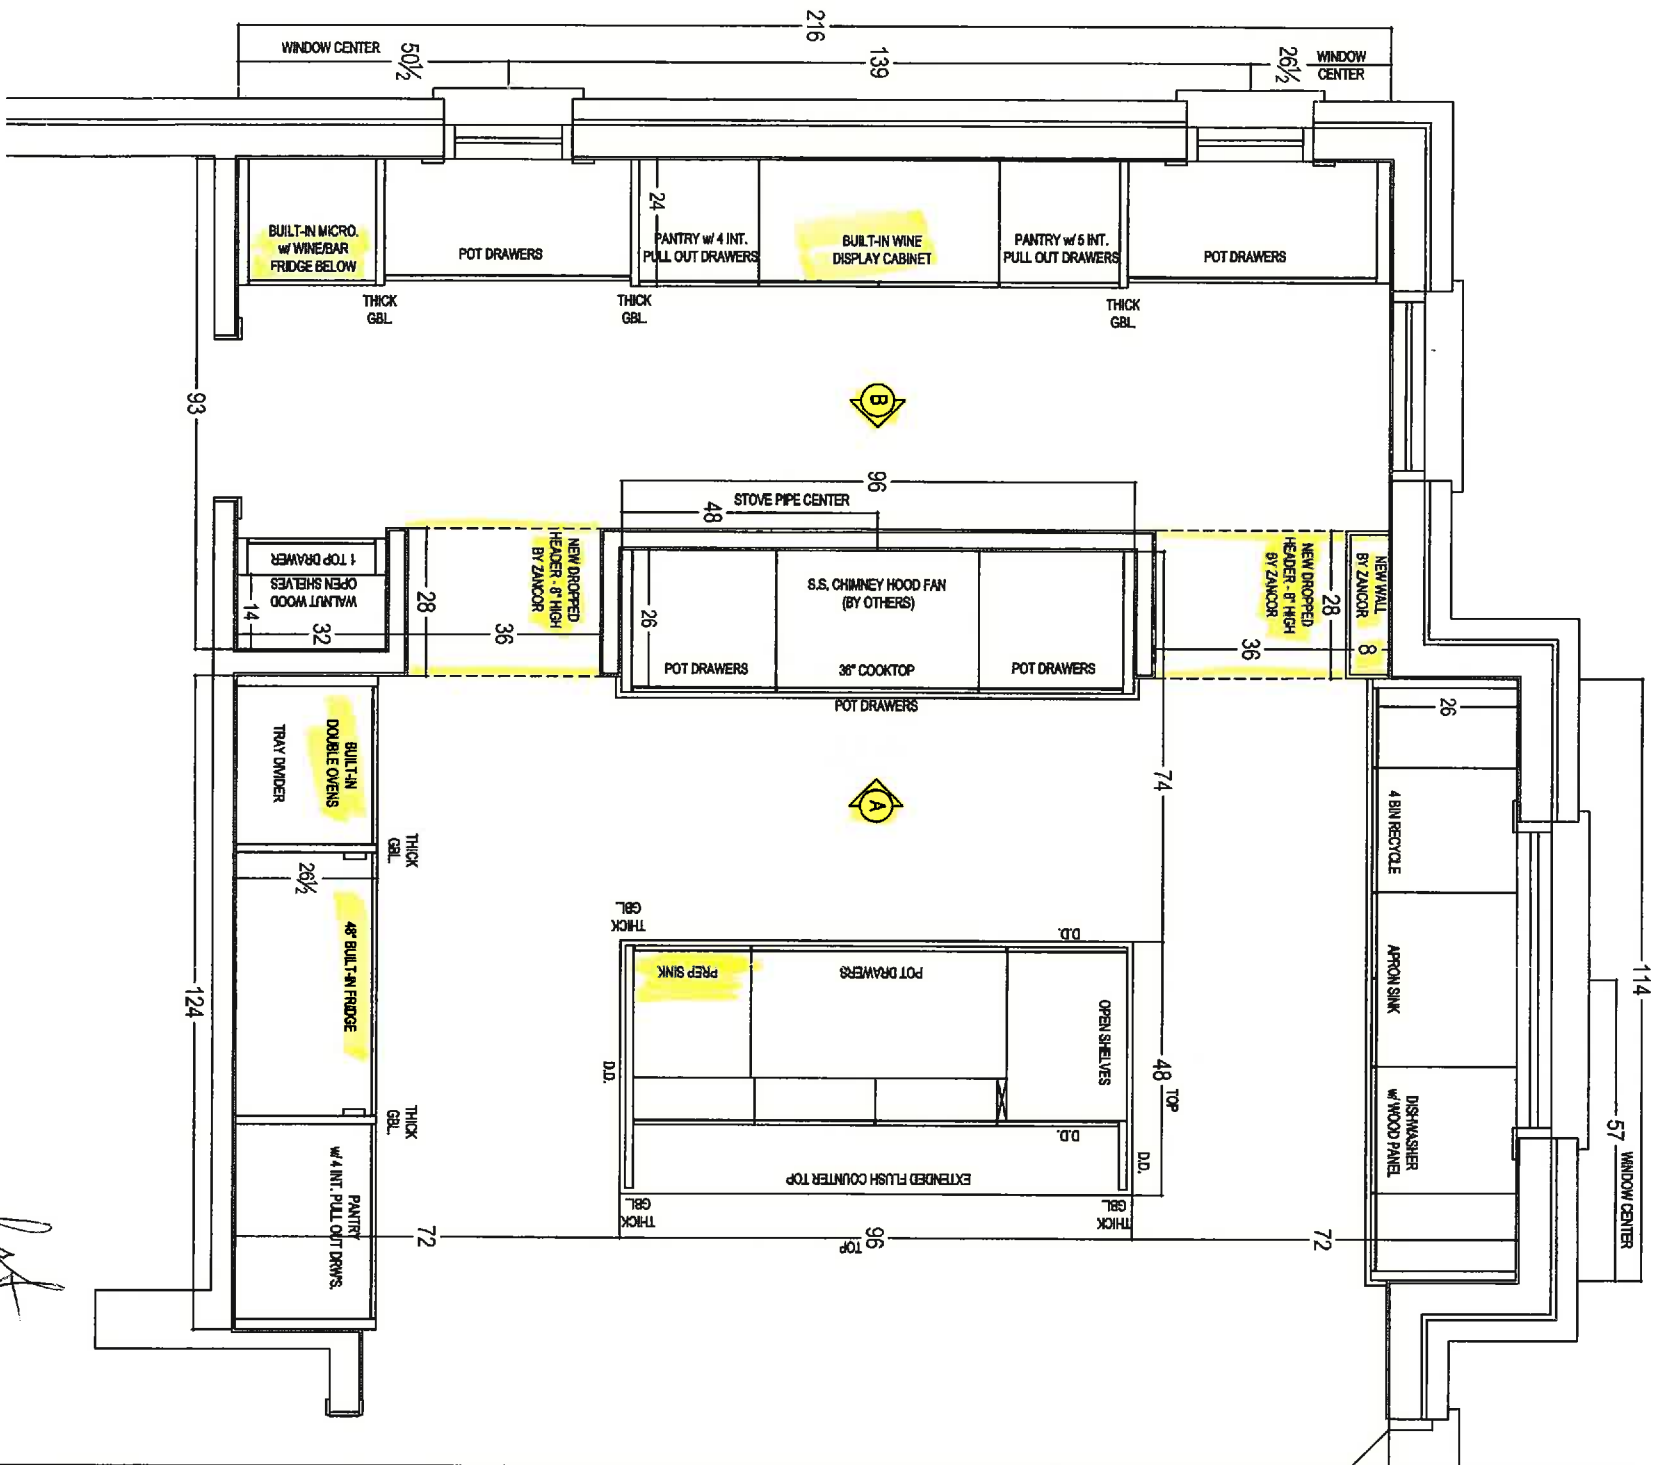 216
WINDOW CENTER
50½
139
26½
WINDOW
CENTER
BUILT-IN MICRO.
w/ WINE/BAR
FRIDGE BELOW
POT DRAWERS
24
PANTRY w/ 4 INT.
PULL OUT DRAWERS
BUILT-IN WINE
DISPLAY CABINET
PANTRY w/ 5 INT.
PULL OUT DRAWERS
POT DRAWERS
THICK
GBL.
THICK
GBL.
THICK
GBL.
93
B
96
STOVE PIPE CENTER
48
1 TOP DRAWER
OPEN SHELVES
WALNUT WOOD
14
32
28
36
NEW DROPPED
HEADER - 8" HIGH
BY ZANCOR
S.S. CHIMNEY HOOD FAN
(BY OTHERS)
26
POT DRAWERS
36" COOKTOP
POT DRAWERS
POT DRAWERS
NEW DROPPED
HEADER - 8" HIGH
BY ZANCOR
28
36
NEW WALL
BY ZANCOR
8
BUILT-IN
DOUBLE OVENS
TRAY DIVIDER
THICK
GBL.
26½
48" BUILT-IN FRIDGE
124
THICK
GBL.
PANTRY
w/ 4 INT. PULL OUT DRWS.
A
74
26
4 BIN RECYCLE
APRON SINK
DISHWASHER
w/ WOOD PANEL
114
57
WINDOW CENTER
THICK
GBL.
D.D.
PREP SINK
POT DRAWERS
OPEN SHELVES
D.D.
48
TOP
D.D.
D.D.
EXTENDED FLUSH COUNTER TOP
THICK
GBL.
THICK
GBL.
72
96
TOP
72